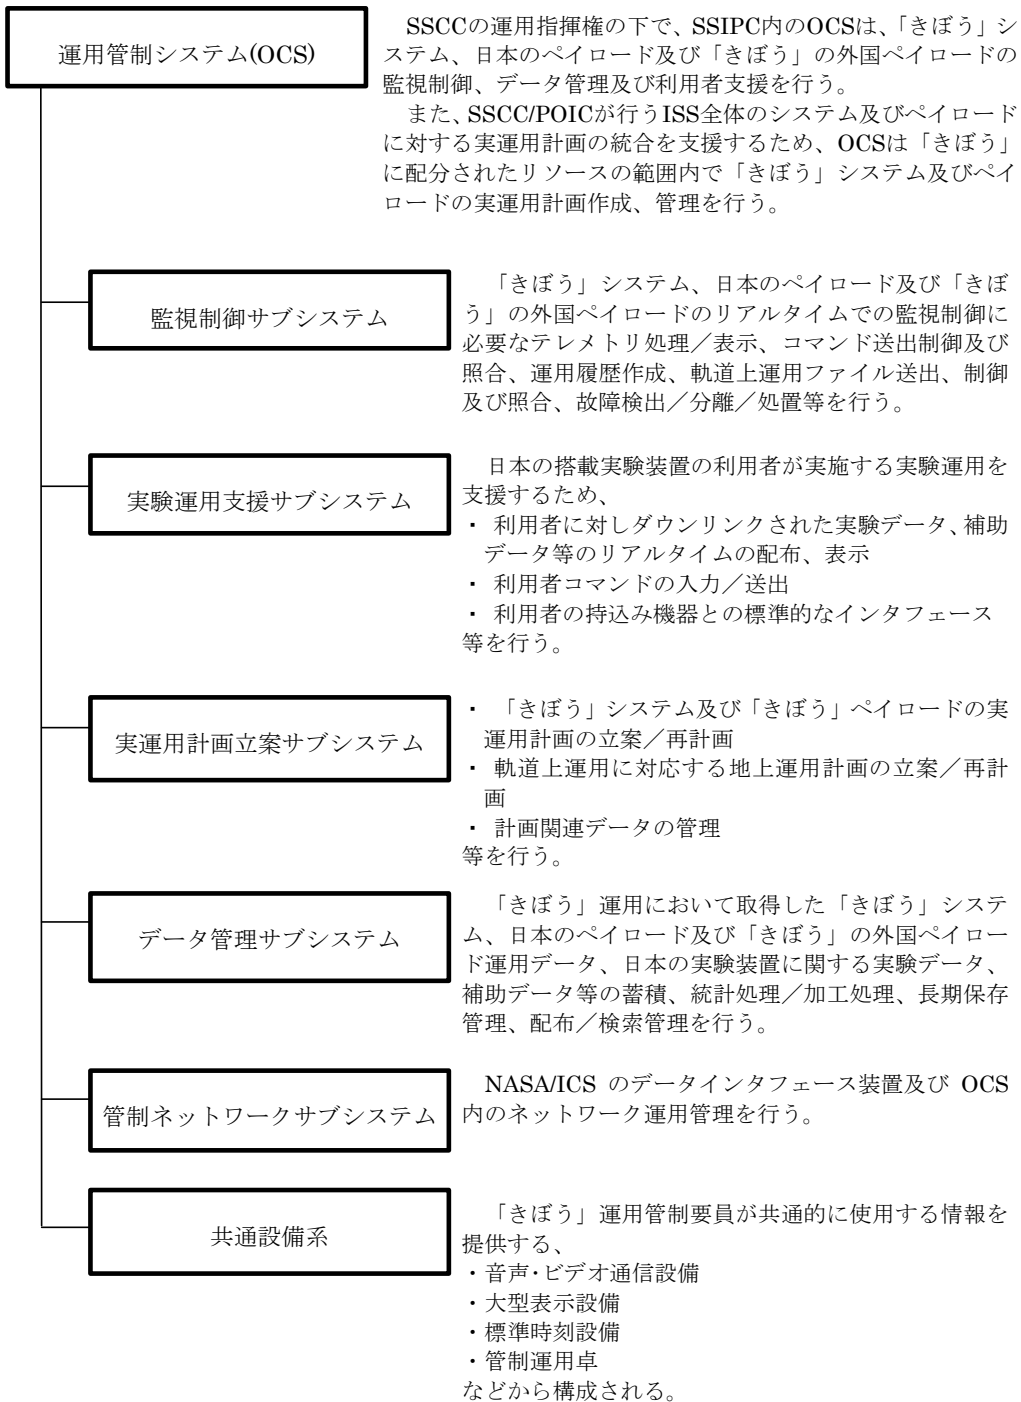 運用管制システム(OCS)
SSCCの運用指揮権の下で、SSIPC内のOCSは、「きぼう」シ
ステム、日本のペイロード及び「きぼう」の外国ペイロードの
監視制御、データ管理及び利用者支援を行う。
また、SSCC/POICが行うISS全体のシステム及びペイロード
に対する実運用計画の統合を支援するため、OCSは「きぼう」
に配分されたリソースの範囲内で「きぼう」システム及びペイ
ロードの実運用計画作成、管理を行う。
監視制御サブシステム
「きぼう」システム、日本のペイロード及び「きぼ
う」の外国ペイロードのリアルタイムでの監視制御に
必要なテレメトリ処理／表示、コマンド送出制御及び
照合、運用履歴作成、軌道上運用ファイル送出、制御
及び照合、故障検出／分離／処置等を行う。
実験運用支援サブシステム
日本の搭載実験装置の利用者が実施する実験運用を
支援するため、
・ 利用者に対しダウンリンクされた実験データ、補助
データ等のリアルタイムの配布、表示
・ 利用者コマンドの入力／送出
・ 利用者の持込み機器との標準的なインタフェース
等を行う。
実運用計画立案サブシステム
・ 「きぼう」システム及び「きぼう」ペイロードの実
運用計画の立案／再計画
・ 軌道上運用に対応する地上運用計画の立案／再計
画
・ 計画関連データの管理
等を行う。
データ管理サブシステム
「きぼう」運用において取得した「きぼう」システ
ム、日本のペイロード及び「きぼう」の外国ペイロー
ド運用データ、日本の実験装置に関する実験データ、
補助データ等の蓄積、統計処理／加工処理、長期保存
管理、配布／検索管理を行う。
管制ネットワークサブシステム
NASA/ICS のデータインタフェース装置及び OCS
内のネットワーク運用管理を行う。
共通設備系
「きぼう」運用管制要員が共通的に使用する情報を
提供する、
・音声・ビデオ通信設備
・大型表示設備
・標準時刻設備
・管制運用卓
などから構成される。